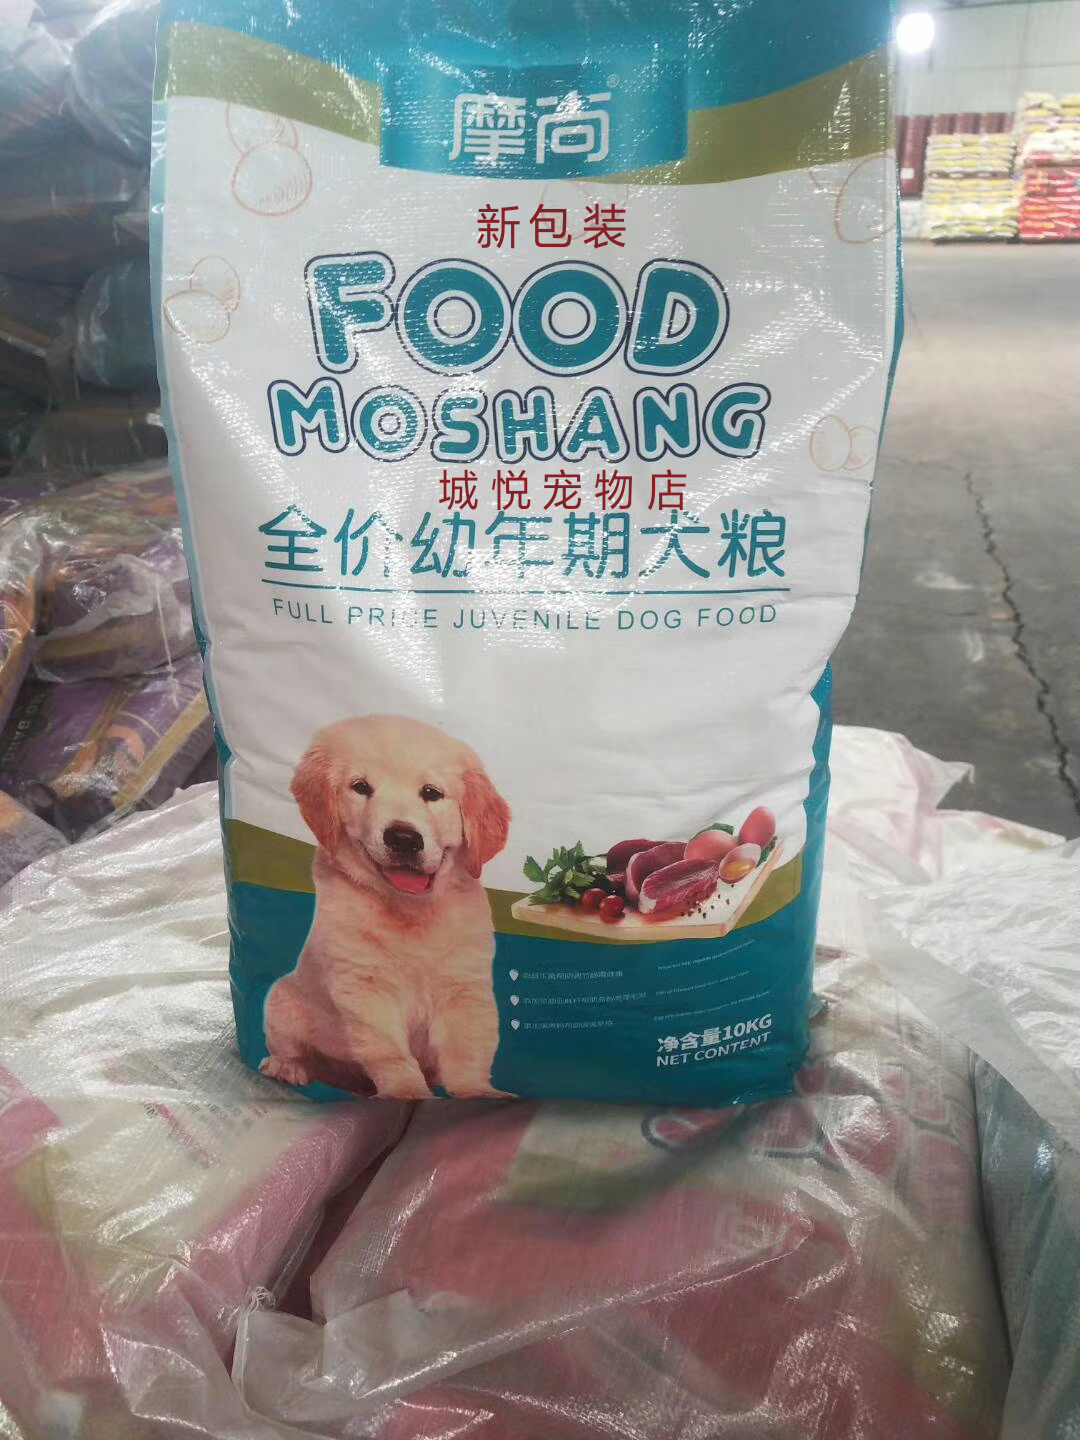 摩尚®
新包装
FOOD
MOSHANG
城悦宠物店
全价幼年期犬粮
FULL PRICE JUVENILE DOG FOOD
净含量10KG
NET CONTENT